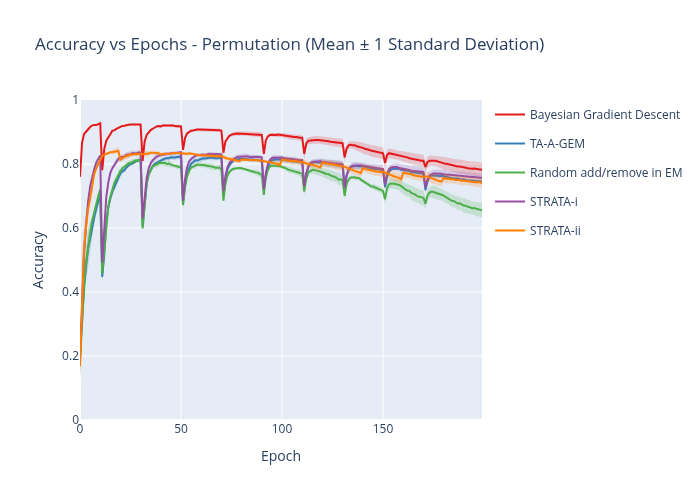 Accuracy vs Epochs - Permutation (Mean ± 1 Standard Deviation)
1
0.8
0.6
0.4
0.2
0
Accuracy
0 50 100 150
Epoch
Bayesian Gradient Descent
TA-A-GEM
Random add/remove in EM
STRATA-i
STRATA-ii